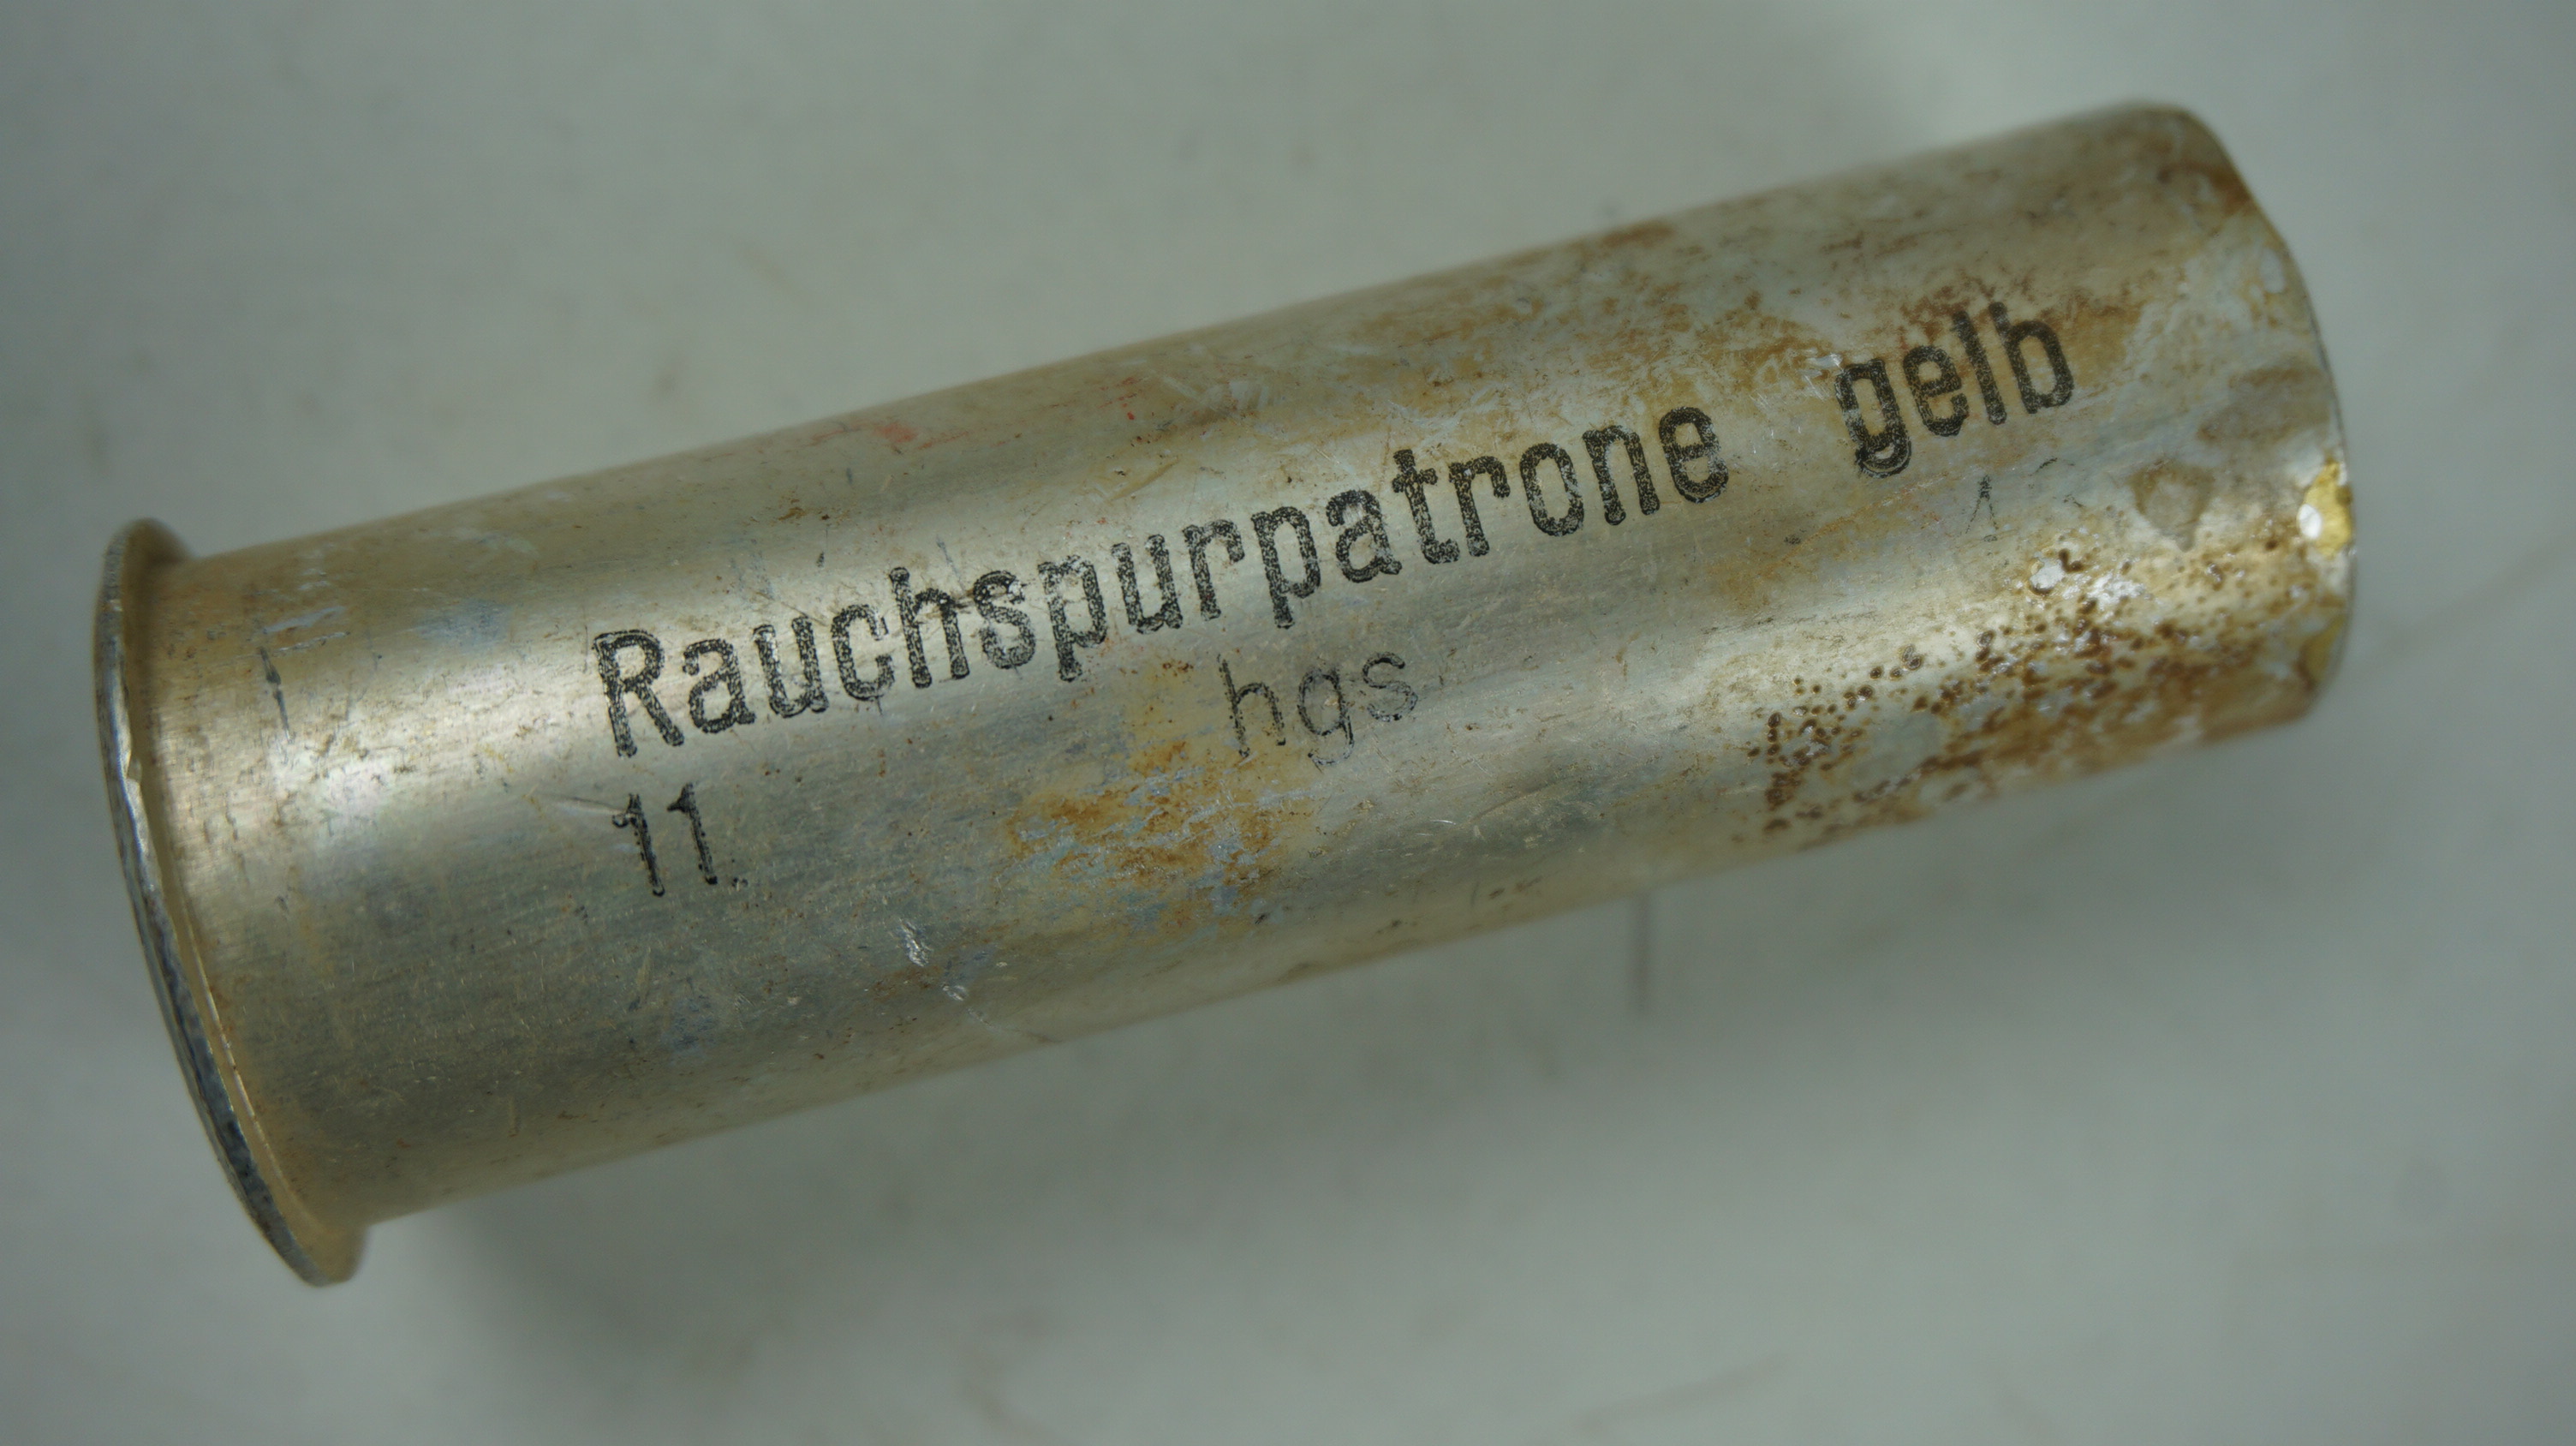 Rauchspurpatrone gelb
hgs
11.